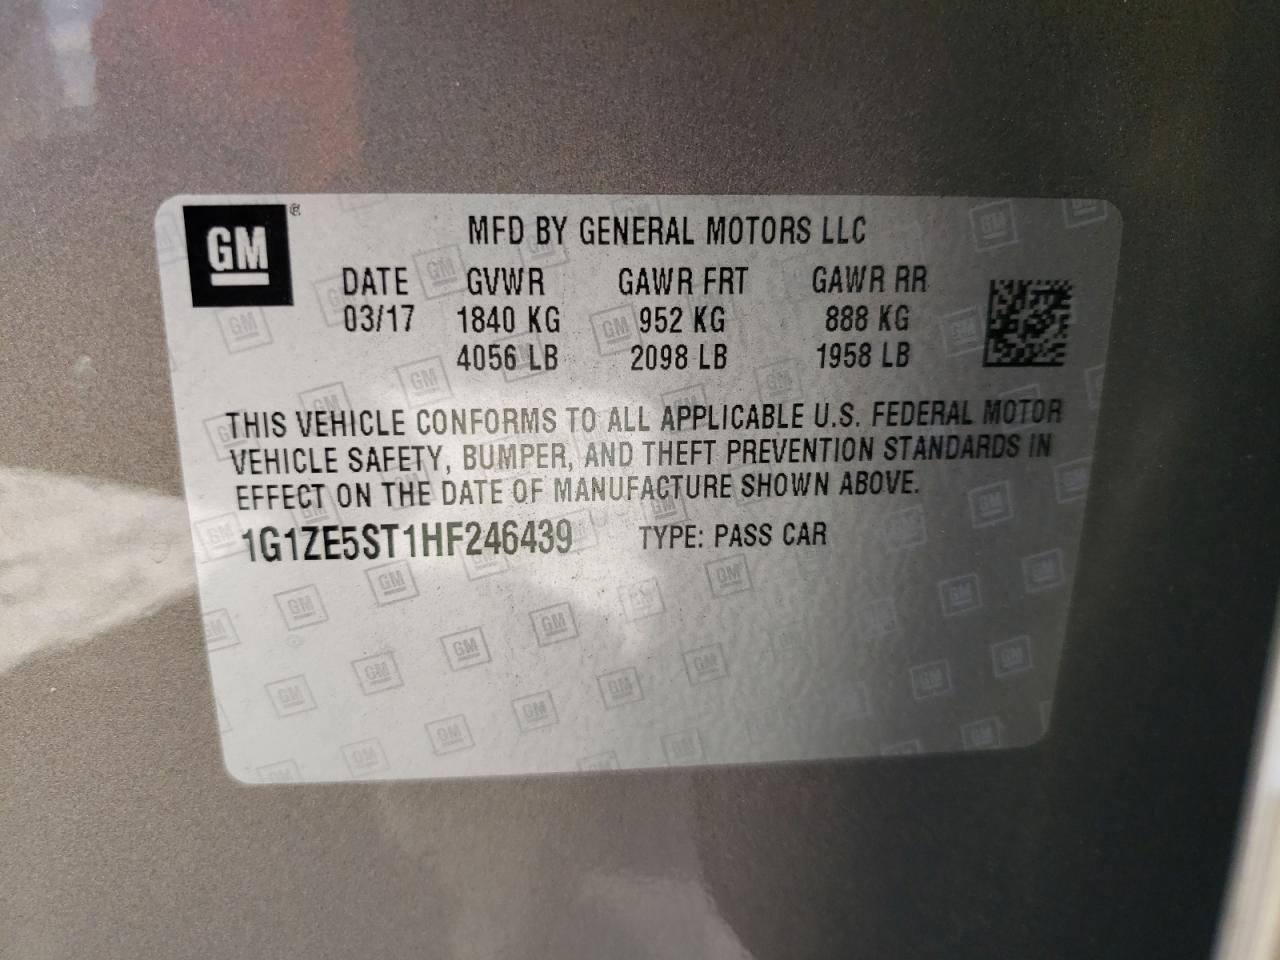 GM ®
MFD BY GENERAL MOTORS LLC
DATE GVWR GAWR FRT GAWR RR
03/17 1840 KG 952 KG 888 KG
4056 LB 2098 LB 1958 LB
THIS VEHICLE CONFORMS TO ALL APPLICABLE U.S. FEDERAL MOTOR
VEHICLE SAFETY, BUMPER, AND THEFT PREVENTION STANDARDS IN
EFFECT ON THE DATE OF MANUFACTURE SHOWN ABOVE.
1G1ZE5ST1HF246439 TYPE: PASS CAR